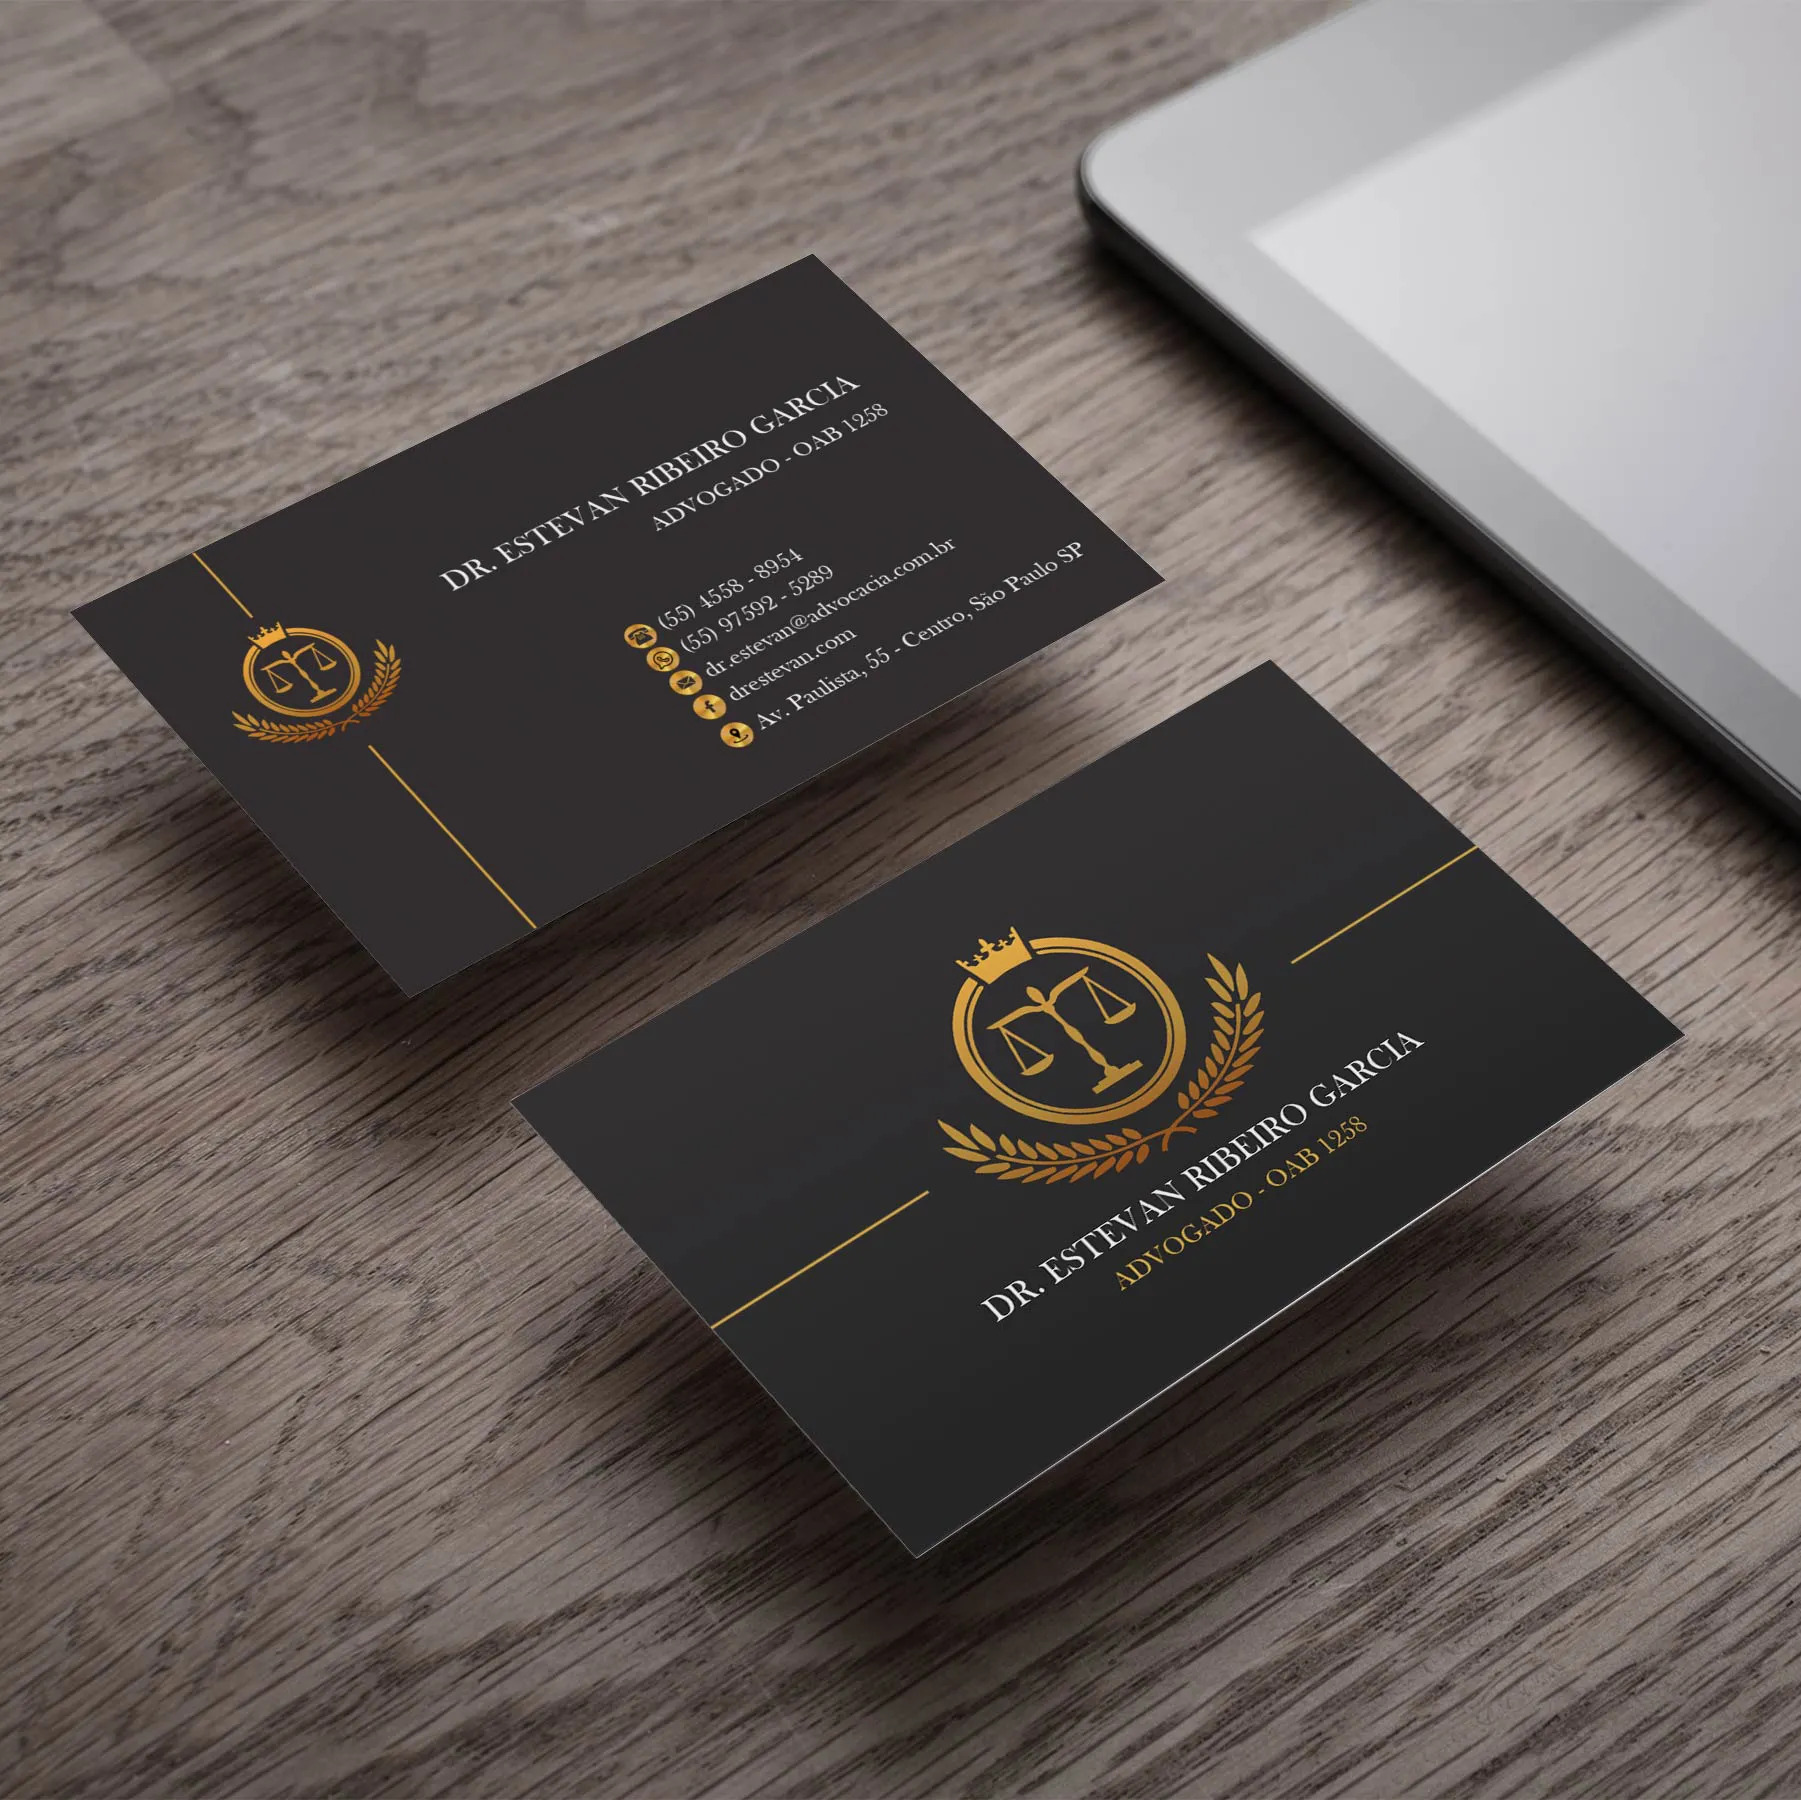 DR. ESTEVAN RIBEIRO GARCIA
ADVOGADO - OAB 1258
(55) 4558 - 8954
(55) 97592 - 5289
dr.estevan@advocacia.com.br
drestevan.com
Av. Paulista, 55 - Centro, São Paulo SP
DR. ESTEVAN RIBEIRO GARCIA
ADVOGADO - OAB 1258